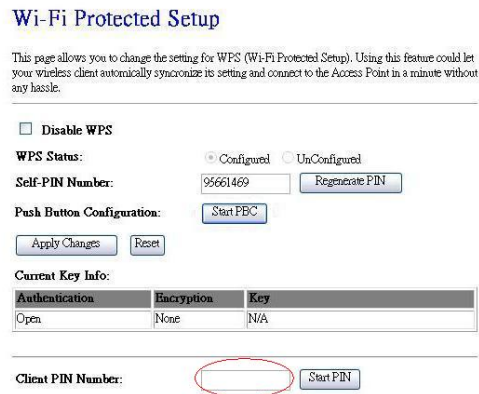 Wi-Fi Protected Setup
This page allows you to change the setting for WPS (Wi-Fi Protected Setup). Using this feature could let
your wireless client automically syncronize its setting and connect to the Access Point in a minute without
any hassle.
Disable WPS
WPS Status: Configured UnConfigured
Self-PIN Number: 95661469 Regenerate PIN
Push Button Configuration: Start PBC
Apply Changes Reset
Current Key Info:
Authentication Encryption Key
Open None N/A
Client PIN Number: Start PIN